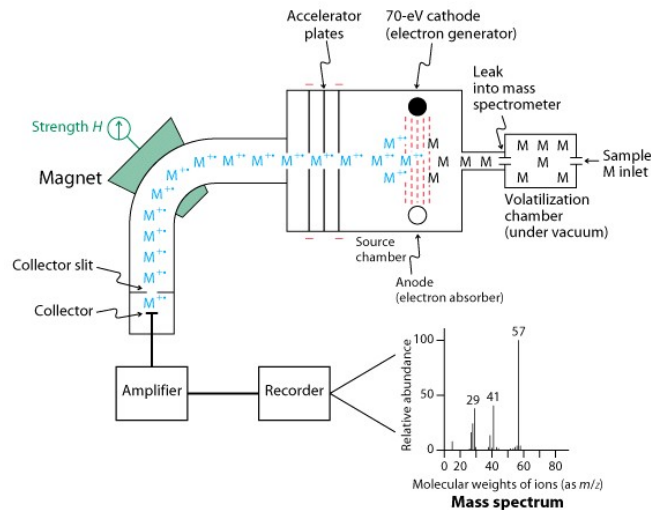 Accelerator
plates
70-eV cathode
(electron generator)
Leak
into mass
spectrometer
Strength H
Magnet
M+• M+• M+• M+• M+• M+• M+• M+• M+•
M+•
M+•
M
M
M M M
M M M
M
M M
Sample
M inlet
Volatilization
chamber
(under vacuum)
Source
chamber
Anode
(electron absorber)
M+•
M+•
M+•
M+•
M+•
Collector slit
M+•
Collector
Amplifier
Recorder
Relative abundance
100
50
0
57
29
41
0 20 40 60 80
Molecular weights of ions (as m/z)
Mass spectrum